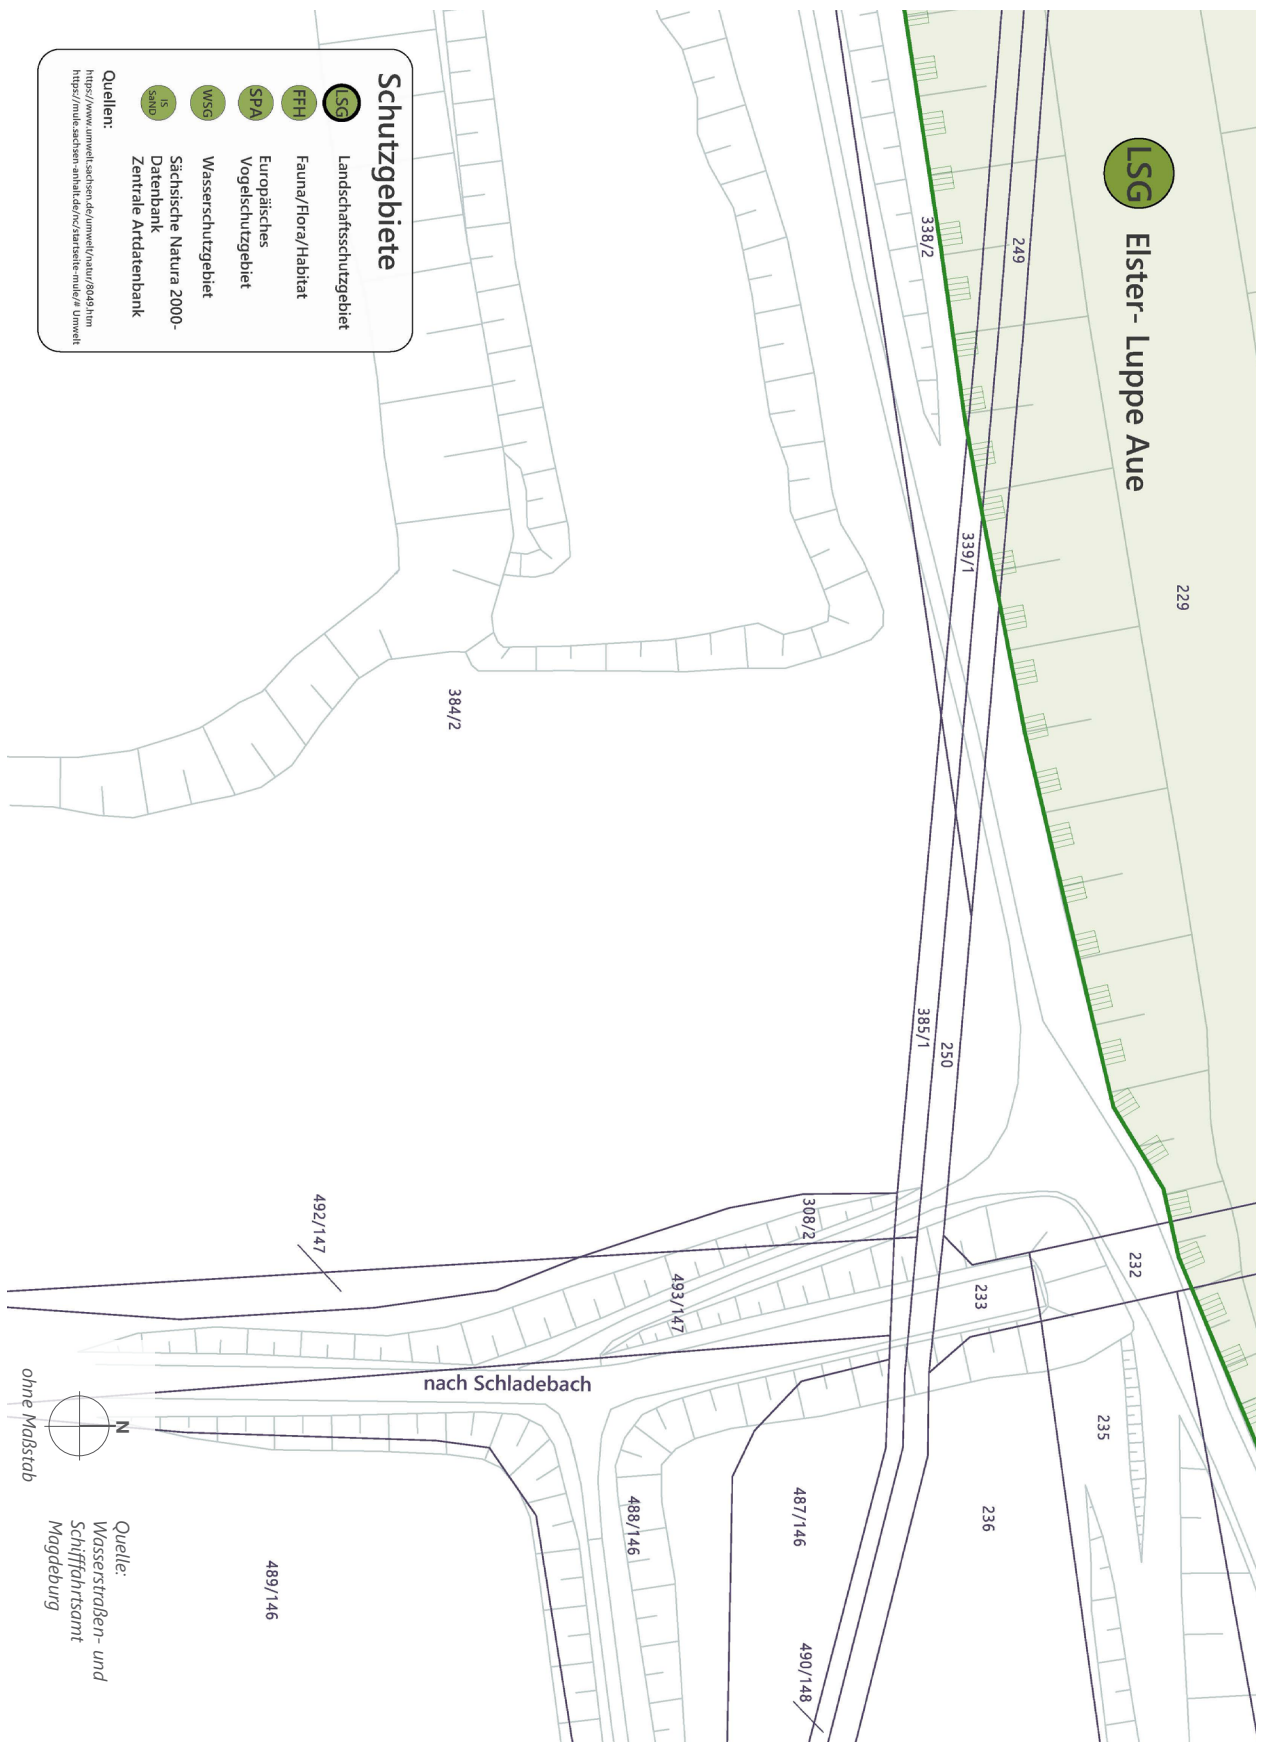 LSG Elster- Luppe Aue
229
249
338/2
339/1
384/2
385/1
250
232
233
235
236
308/2
493/147
492/147
nach Schladebach
487/146
488/146
489/146
490/148
Schutzgebiete
LSG Landschaftsschutzgebiet
FFH Fauna/Flora/Habitat
SPA Europäisches
Vogelschutzgebiet
WSG Wasserschutzgebiet
IS
SaND
Sächsische Natura 2000-
Datenbank
Zentrale Artdatenbank
Quellen:
https://www.umwelt.sachsen.de/umwelt/natur/8049.htm
https://mule.sachsen-anhalt.de/nc/startseite-mule/# Umwelt
N
ohne Maßstab
Quelle:
Wasserstraßen- und
Schifffahrtsamt
Magdeburg